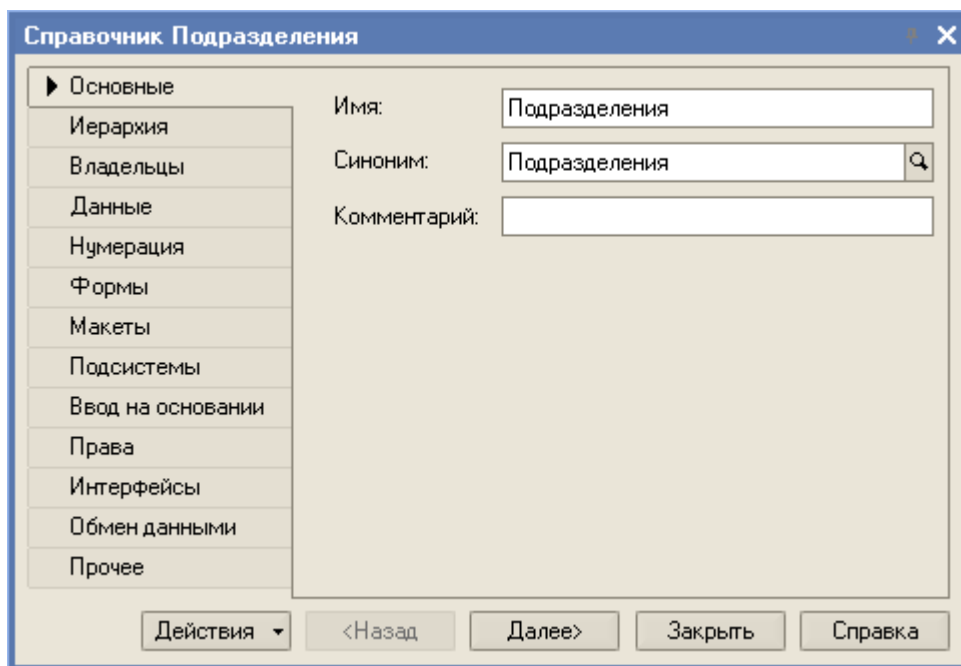 Справочник Подразделения
Основные
Иерархия
Владельцы
Данные
Нумерация
Формы
Макеты
Подсистемы
Ввод на основании
Права
Интерфейсы
Обмен данными
Прочее
Имя: Подразделения
Синоним: Подразделения
Комментарий:
Действия <Назад Далее> Закрыть Справка